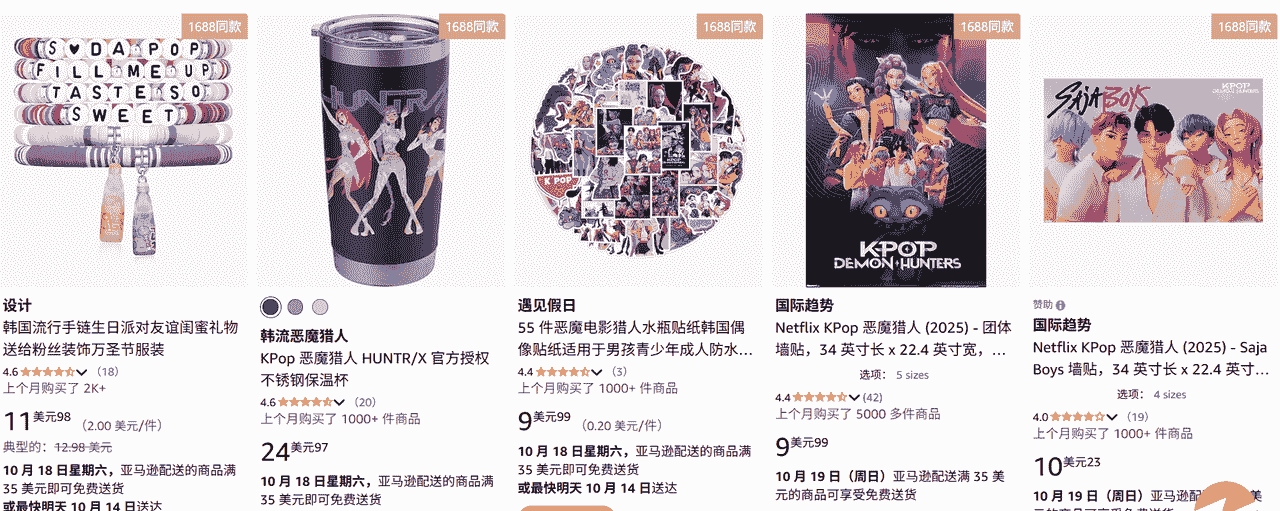 1688同款
S♥DA POP
FILL ME UP
TASTE SO
SWEET
设计
韩国流行手链生日派对友谊闺蜜礼物
送给粉丝装饰万圣节服装
4.6 (18)
上个月购买了 2K+
11美元98 (2.00 美元/件)
典型的: 12.98 美元
10 月 18 日星期六，亚马逊配送的商品满
35 美元即可免费送货
或最快明天 10 月 14 日送达
1688同款
HUNTR/X
韩流恶魔猎人
KPop 恶魔猎人 HUNTR/X 官方授权
不锈钢保温杯
4.6 (20)
上个月购买了 1000+ 件商品
24美元97
10 月 18 日星期六，亚马逊配送的商品满
35 美元即可免费送货
1688同款
K POP
遇见假日
55 件恶魔电影猎人水瓶贴纸韩国偶
像贴纸适用于男孩青少年成人防水…
4.4 (3)
上个月购买了 1000+ 件商品
9美元99 (0.20 美元/件)
10 月 18 日星期六，亚马逊配送的商品满
35 美元即可免费送货
或最快明天 10 月 14 日送达
1688同款
K-POP
DEMON HUNTERS
国际趋势
Netflix KPop 恶魔猎人 (2025) - 团体
墙贴，34 英寸长 x 22.4 英寸宽，…
选项： 5 sizes
4.4 (42)
上个月购买了 5000 多件商品
9美元99
10 月 19 日（周日）亚马逊配送满 35 美
元的商品可享受免费送货
1688同款
SAJA BOYS
KPOP
DEMON HUNTERS
赞助
国际趋势
Netflix KPop 恶魔猎人 (2025) - Saja
Boys 墙贴，34 英寸长 x 22.4 英寸…
选项： 4 sizes
4.0 (19)
上个月购买了 1000+ 件商品
10美元23
10 月 19 日（周日）亚马逊配送满 35 美